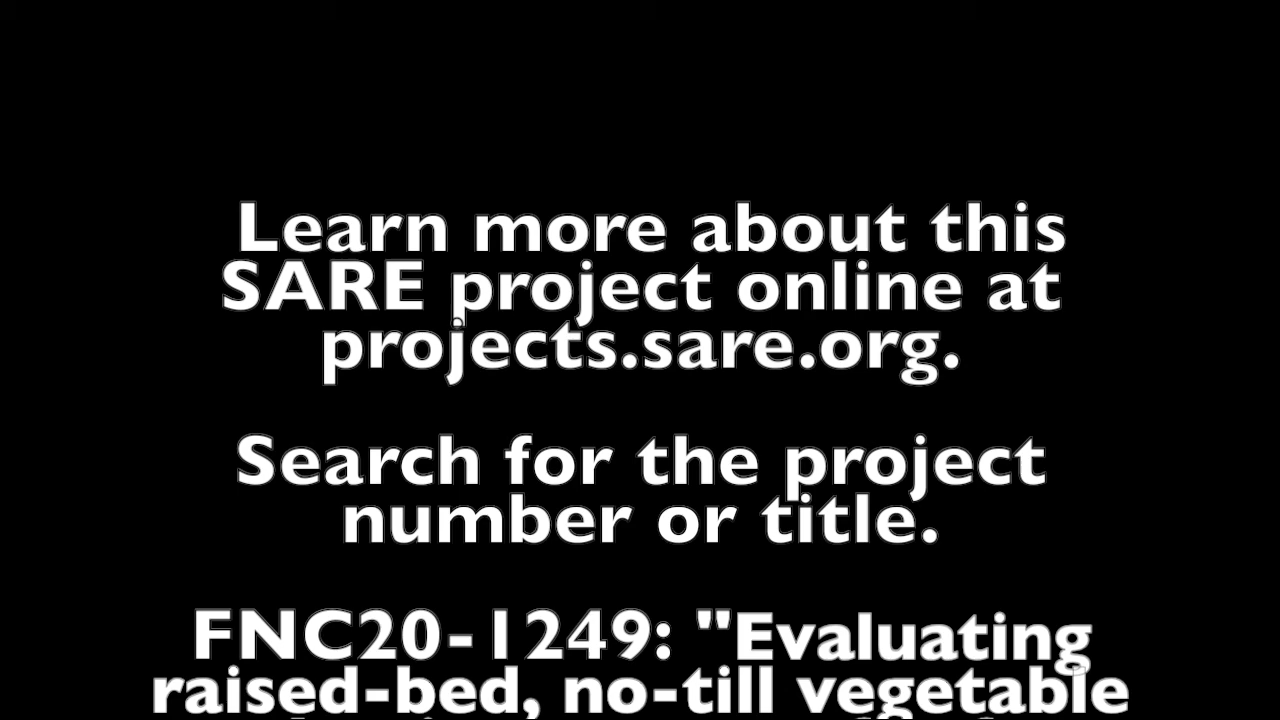 Learn more about this
SARE project online at
projects.sare.org.
Search for the project
number or title.
FNC20-1249: "Evaluating
raised-bed, no-till vegetable